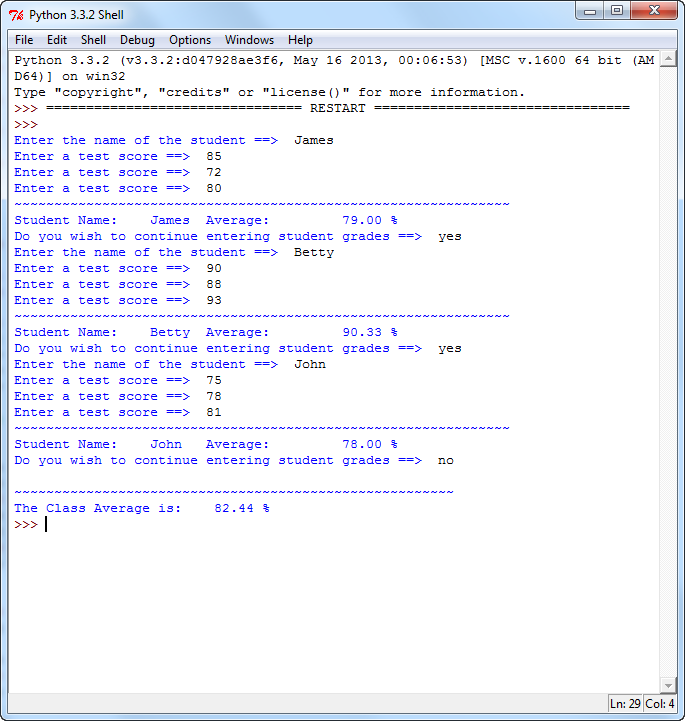 Python 3.3.2 Shell
File Edit Shell Debug Options Windows Help
Python 3.3.2 (v3.3.2:d047928ae3f6, May 16 2013, 00:06:53) [MSC v.1600 64 bit (AM
D64)] on win32
Type "copyright", "credits" or "license()" for more information.
>>> ================================ RESTART ================================
>>>
Enter the name of the student ==>  James
Enter a test score ==>  85
Enter a test score ==>  72
Enter a test score ==>  80
~~~~~~~~~~~~~~~~~~~~~~~~~~~~~~~~~~~~~~~~~~~~~~~~~~~~~~~~~~~~~
Student Name:    James  Average:         79.00 %
Do you wish to continue entering student grades ==>  yes
Enter the name of the student ==>  Betty
Enter a test score ==>  90
Enter a test score ==>  88
Enter a test score ==>  93
~~~~~~~~~~~~~~~~~~~~~~~~~~~~~~~~~~~~~~~~~~~~~~~~~~~~~~~~~~~~~
Student Name:    Betty  Average:         90.33 %
Do you wish to continue entering student grades ==>  yes
Enter the name of the student ==>  John
Enter a test score ==>  75
Enter a test score ==>  78
Enter a test score ==>  81
~~~~~~~~~~~~~~~~~~~~~~~~~~~~~~~~~~~~~~~~~~~~~~~~~~~~~~~~~~~~~
Student Name:    John   Average:         78.00 %
Do you wish to continue entering student grades ==>  no
~~~~~~~~~~~~~~~~~~~~~~~~~~~~~~~~~~~~~~~~~~~~~~~~~~~~~~
The Class Average is:    82.44 %
>>>
Ln: 29 Col: 4